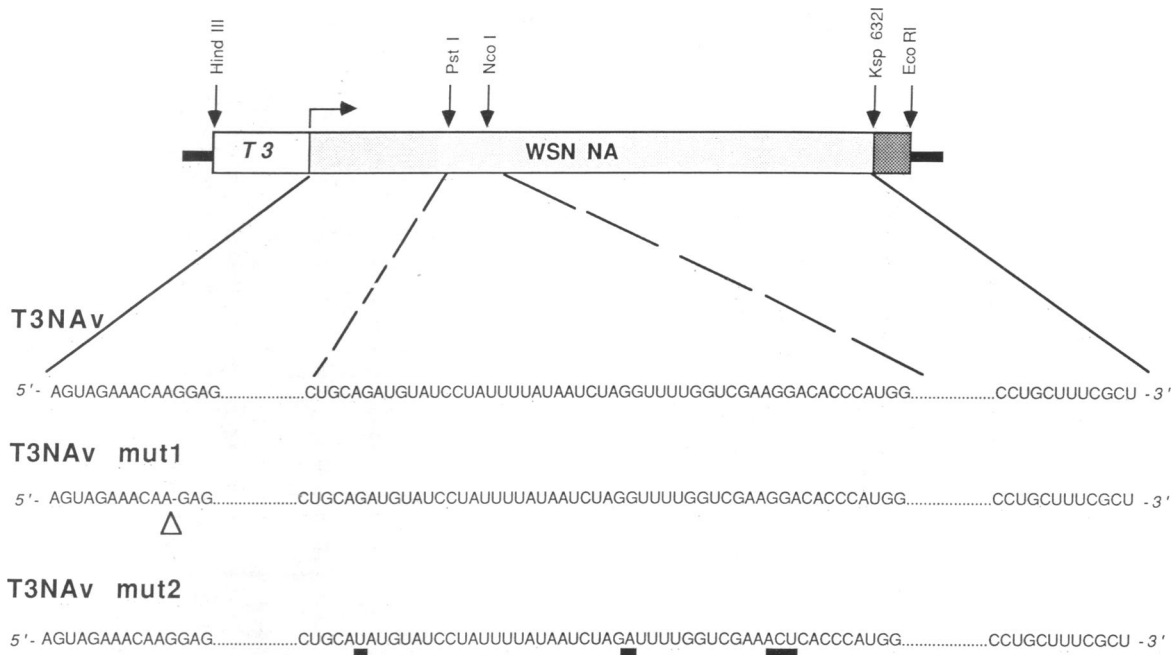 Hind III
Pst I
Nco I
Ksp 632I
Eco RI
T3
WSN NA
T3NAv
5'- AGUAGAAACAAGGAG....................CUGCAGAUGUAUCCUAUUUUAUAAUCUAGGUUUUGGUCGAAGGACACCCAUGG...................CCUGCUUUCGCU -3'
T3NAv mut1
5'- AGUAGAAACAA-GAG....................CUGCAGAUGUAUCCUAUUUUAUAAUCUAGGUUUUGGUCGAAGGACACCCAUGG...................CCUGCUUUCGCU -3'
Δ
T3NAv mut2
5'- AGUAGAAACAAGGAG....................CUGCAUAUGUAUCCUAUUUUAUAAUCUAGAUUUUGGUCGAAACUCACCCAUGG...................CCUGCUUUCGCU -3'